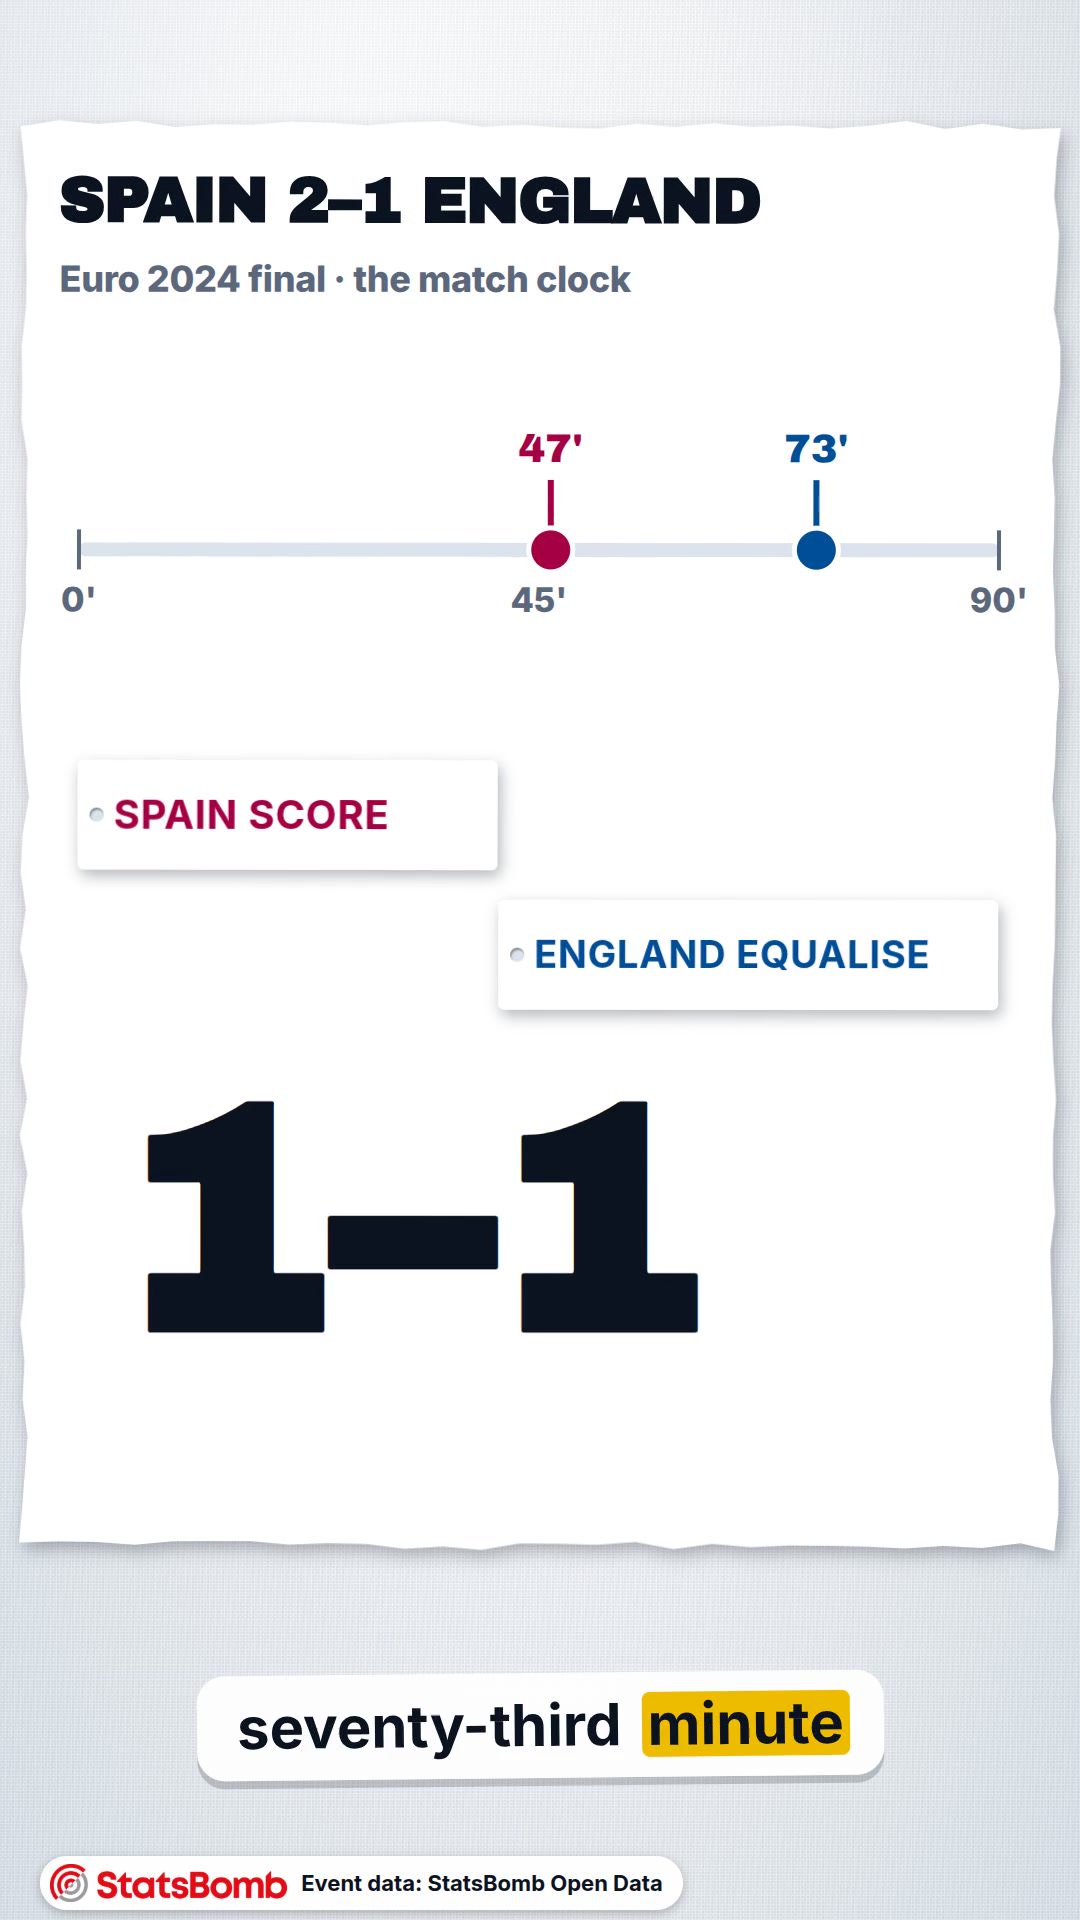 SPAIN 2–1 ENGLAND
Euro 2024 final · the match clock
47' 73'
0' 45' 90'
SPAIN SCORE
ENGLAND EQUALISE
1–1
seventy-third minute
StatsBomb Event data: StatsBomb Open Data